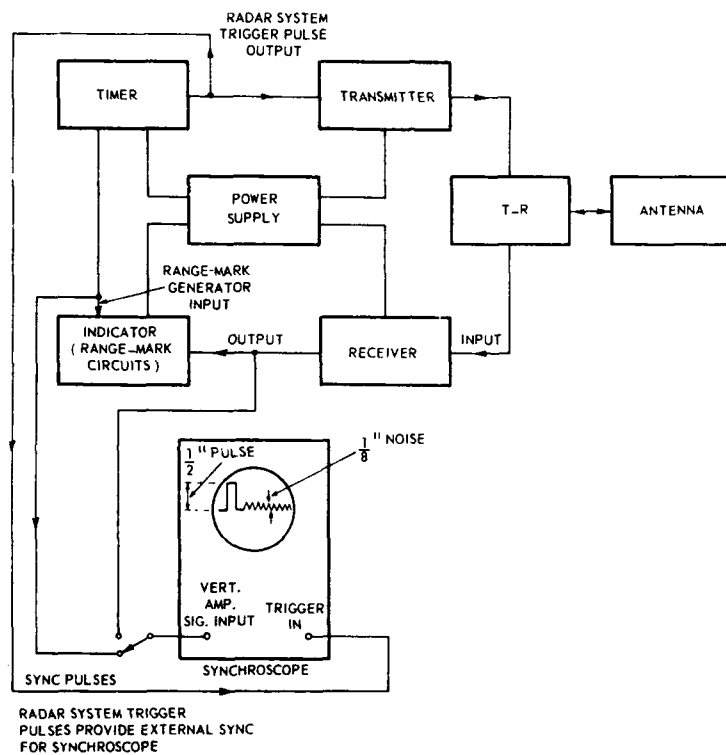 RADAR SYSTEM
TRIGGER PULSE
OUTPUT
TIMER
TRANSMITTER
POWER
SUPPLY
T-R
ANTENNA
RANGE-MARK
GENERATOR
INPUT
INDICATOR
( RANGE-MARK
CIRCUITS )
OUTPUT
RECEIVER
INPUT
1/2" PULSE
1/8" NOISE
VERT.
AMP.
SIG. INPUT
TRIGGER
IN
SYNCHROSCOPE
SYNC PULSES
RADAR SYSTEM TRIGGER
PULSES PROVIDE EXTERNAL SYNC
FOR SYNCHROSCOPE